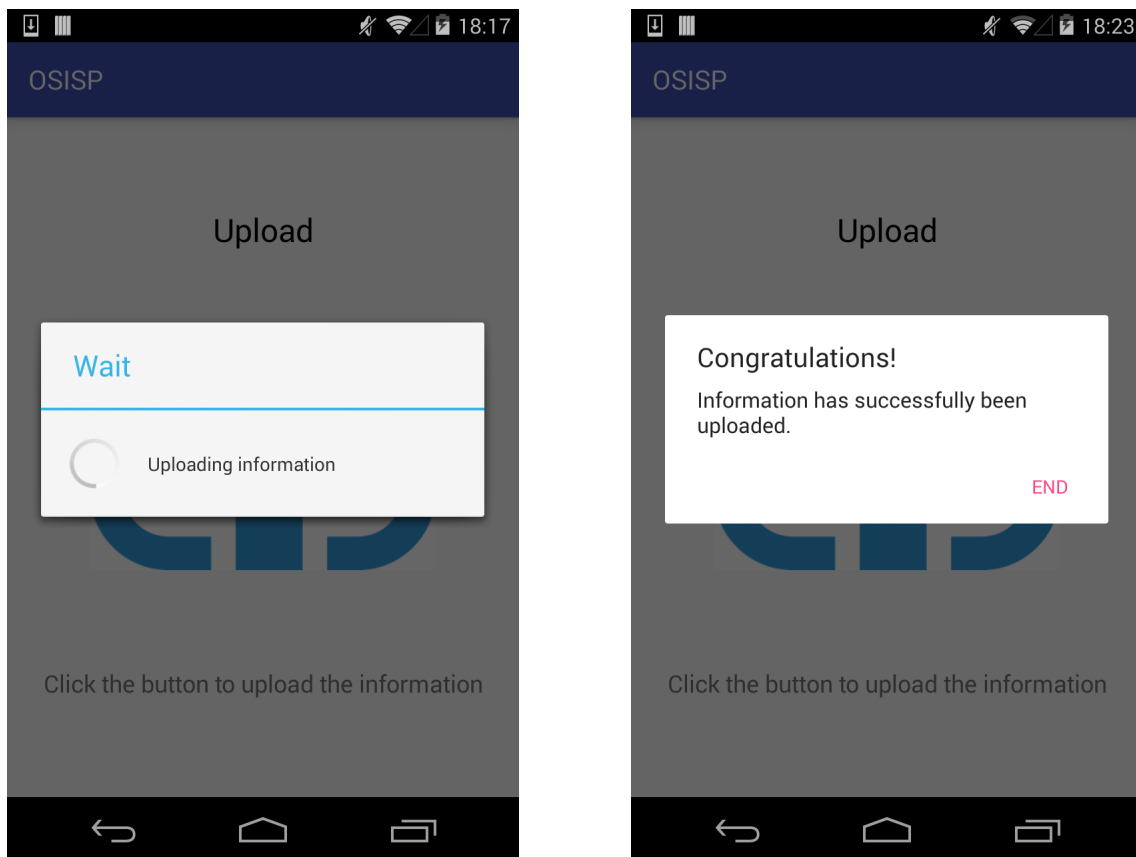 18:17
OSISP
Upload
Wait
Uploading information
Click the button to upload the information
18:23
OSISP
Upload
Congratulations!
Information has successfully been
uploaded.
END
Click the button to upload the information